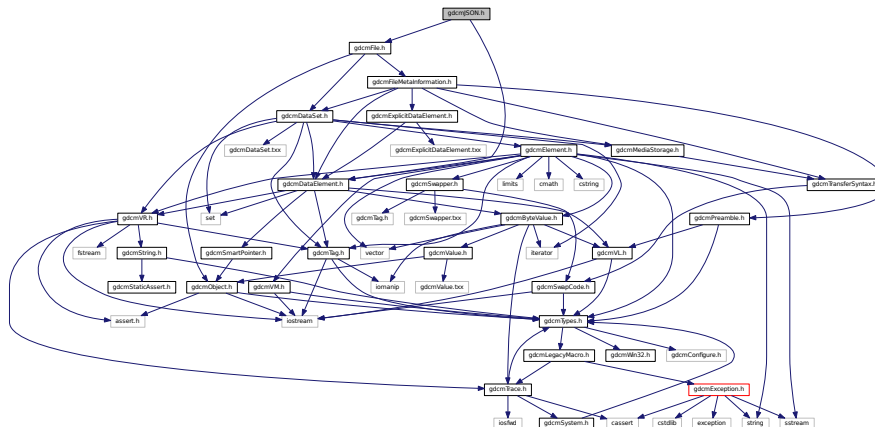 gdcmJSON.h
gdcmFile.h
gdcmFileMetaInformation.h
gdcmDataSet.h
gdcmExplicitDataElement.h
gdcmDataSet.txx
gdcmExplicitDataElement.txx
gdcmElement.h
gdcmMediaStorage.h
gdcmDataElement.h
gdcmSwapper.h
limits
cmath
cstring
gdcmTransferSyntax.h
gdcmVR.h
set
gdcmTag.h
gdcmSwapper.txx
gdcmByteValue.h
gdcmPreamble.h
fstream
gdcmString.h
gdcmSmartPointer.h
gdcmTag.h
vector
gdcmValue.h
iterator
gdcmVL.h
gdcmStaticAssert.h
gdcmObject.h
gdcmVM.h
iomanip
gdcmValue.txx
gdcmSwapCode.h
assert.h
iostream
gdcmTypes.h
gdcmLegacyMacro.h
gdcmWin32.h
gdcmConfigure.h
gdcmTrace.h
gdcmException.h
iosfwd
gdcmSystem.h
cassert
cstdlib
exception
string
sstream